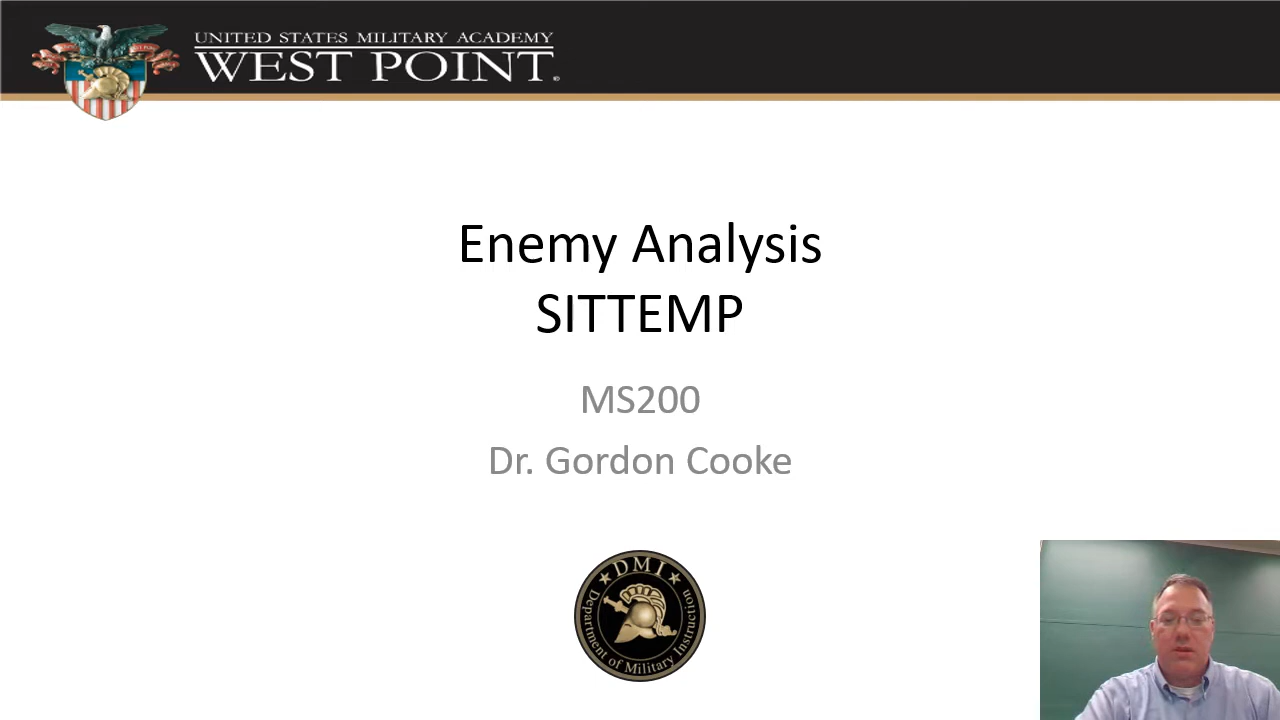 UNITED STATES MILITARY ACADEMY
WEST POINT®
Enemy Analysis
SITTEMP
MS200
Dr. Gordon Cooke
DMI
Department of Military Instruction